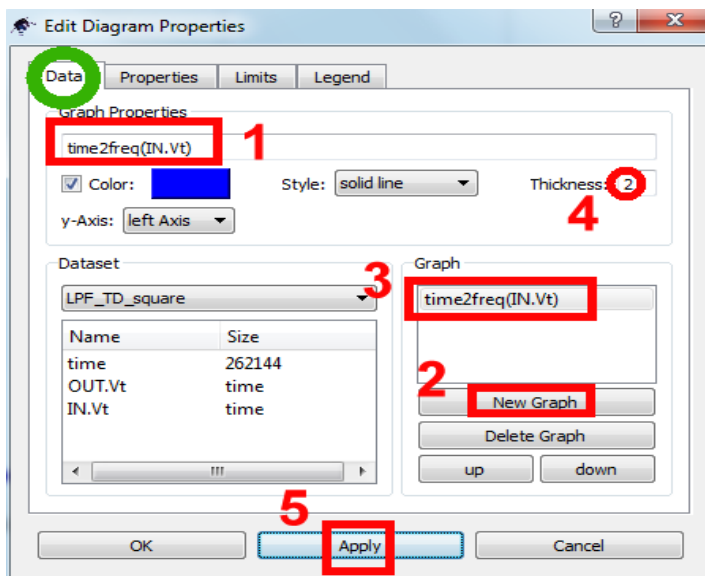 Edit Diagram Properties
?
x
Data Properties Limits Legend
Graph Properties
time2freq(IN.Vt)
1
Color: Style: solid line Thickness: 2
4
y-Axis: left Axis
Dataset
LPF_TD_square
3
Name Size
time 262144
OUT.Vt time
IN.Vt time
Graph
time2freq(IN.Vt)
2
New Graph
Delete Graph
up down
5
OK Apply Cancel